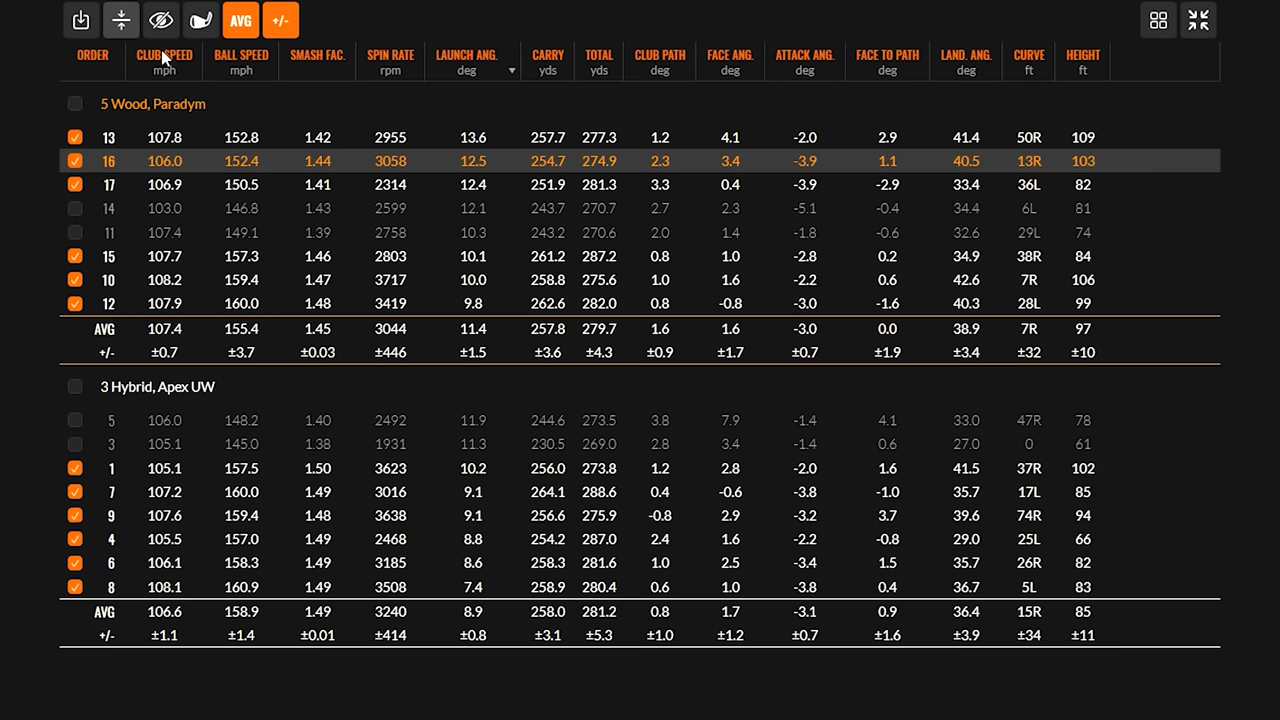 AVG +/-
ORDER CLUB SPEED BALL SPEED SMASH FAC. SPIN RATE LAUNCH ANG. CARRY TOTAL CLUB PATH FACE ANG. ATTACK ANG. FACE TO PATH LAND. ANG. CURVE HEIGHT
mph mph rpm deg yds yds deg deg deg deg deg ft ft
5 Wood, Paradym
13 107.8 152.8 1.42 2955 13.6 257.7 277.3 1.2 4.1 -2.0 2.9 41.4 50R 109
16 106.0 152.4 1.44 3058 12.5 254.7 274.9 2.3 3.4 -3.9 1.1 40.5 13R 103
17 106.9 150.5 1.41 2314 12.4 251.9 281.3 3.3 0.4 -3.9 -2.9 33.4 36L 82
14 103.0 146.8 1.43 2599 12.1 243.7 270.7 2.7 2.3 -5.1 -0.4 34.4 6L 81
11 107.4 149.1 1.39 2758 10.3 243.2 270.6 2.0 1.4 -1.8 -0.6 32.6 29L 74
15 107.7 157.3 1.46 2803 10.1 261.2 287.2 0.8 1.0 -2.8 0.2 34.9 38R 84
10 108.2 159.4 1.47 3717 10.0 258.8 275.6 1.0 1.6 -2.2 0.6 42.6 7R 106
12 107.9 160.0 1.48 3419 9.8 262.6 282.0 0.8 -0.8 -3.0 -1.6 40.3 28L 99
AVG 107.4 155.4 1.45 3044 11.4 257.8 279.7 1.6 1.6 -3.0 0.0 38.9 7R 97
+/- ±0.7 ±3.7 ±0.03 ±446 ±1.5 ±3.6 ±4.3 ±0.9 ±1.7 ±0.7 ±1.9 ±3.4 ±32 ±10
3 Hybrid, Apex UW
5 106.0 148.2 1.40 2492 11.9 244.6 273.5 3.8 7.9 -1.4 4.1 33.0 47R 78
3 105.1 145.0 1.38 1931 11.3 230.5 269.0 2.8 3.4 -1.4 0.6 27.0 0 61
1 105.1 157.5 1.50 3623 10.2 256.0 273.8 1.2 2.8 -2.0 1.6 41.5 37R 102
7 107.2 160.0 1.49 3016 9.1 264.1 288.6 0.4 -0.6 -3.8 -1.0 35.7 17L 85
9 107.6 159.4 1.48 3638 9.1 256.6 275.9 -0.8 2.9 -3.2 3.7 39.6 74R 94
4 105.5 157.0 1.49 2468 8.8 254.2 287.0 2.4 1.6 -2.2 -0.8 29.0 25L 66
6 106.1 158.3 1.49 3185 8.6 258.3 281.6 1.0 2.5 -3.4 1.5 35.7 26R 82
8 108.1 160.9 1.49 3508 7.4 258.9 280.4 0.6 1.0 -3.8 0.4 36.7 5L 83
AVG 106.6 158.9 1.49 3240 8.9 258.0 281.2 0.8 1.7 -3.1 0.9 36.4 15R 85
+/- ±1.1 ±1.4 ±0.01 ±414 ±0.8 ±3.1 ±5.3 ±1.0 ±1.2 ±0.7 ±1.6 ±3.9 ±34 ±11